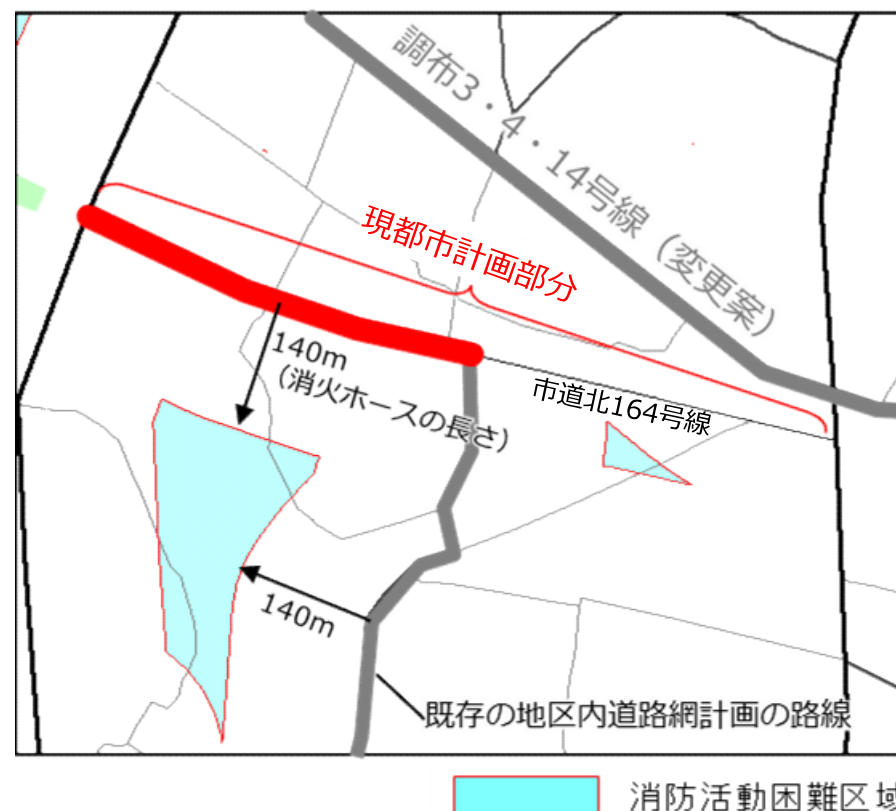 調布3・4・14号線（変更案）
現都市計画部分
140m
（消火ホースの長さ）
市道北164号線
140m
既存の地区内道路網計画の路線
消防活動困難区域